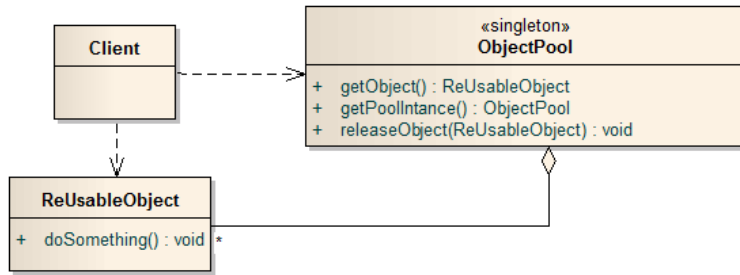 Client
«singleton»
ObjectPool
+ getObject() : ReUsableObject
+ getPoolIntance() : ObjectPool
+ releaseObject(ReUsableObject) : void
ReUsableObject
+ doSomething() : void
*